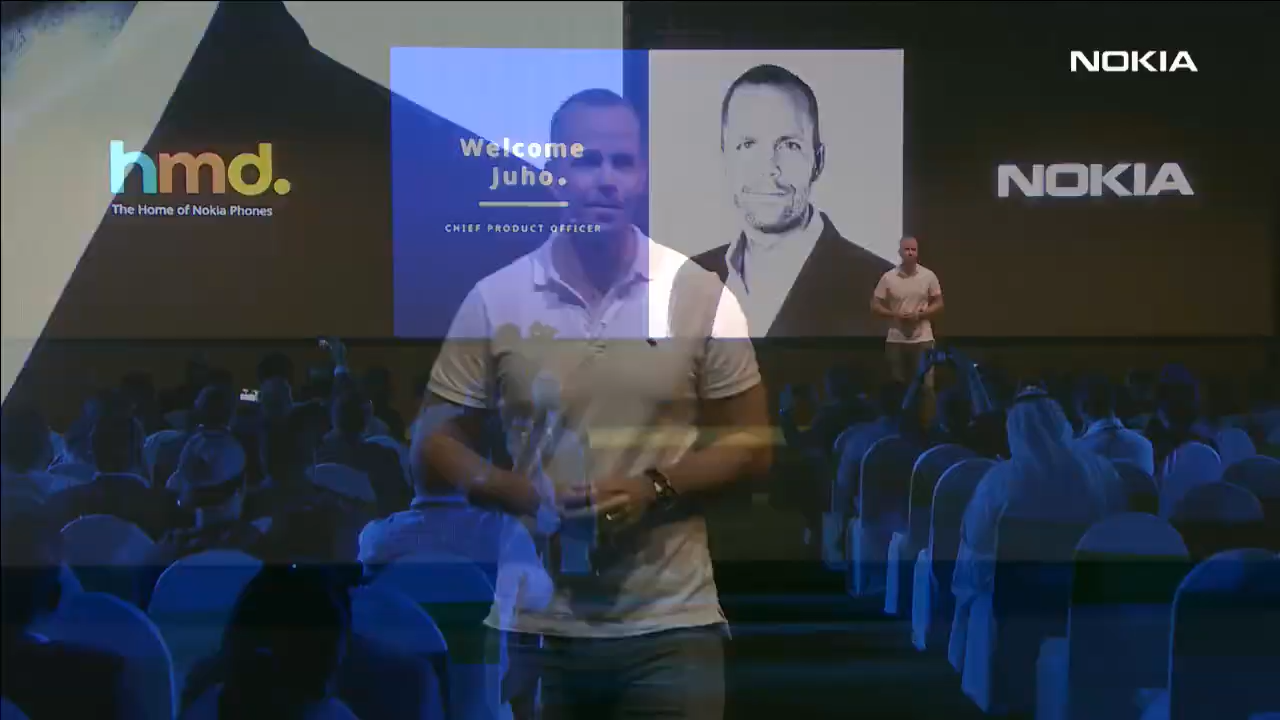 NOKIA
hmd.
The Home of Nokia Phones
Welcome
Juho.
CHIEF PRODUCT OFFICER
NOKIA